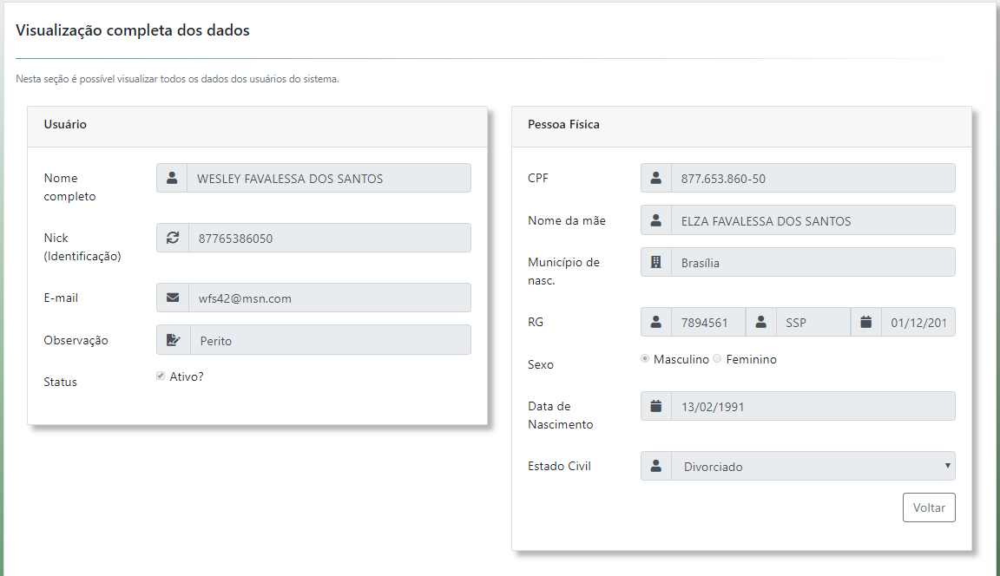 Visualização completa dos dados
Nesta seção é possível visualizar todos os dados dos usuários do sistema.
Usuário
Nome
completo
WESLEY FAVALESSA DOS SANTOS
Nick
(Identificação)
87765386050
E-mail
wfs42@msn.com
Observação
Perito
Status
Ativo?
Pessoa Física
CPF
877.653.860-50
Nome da mãe
ELZA FAVALESSA DOS SANTOS
Município de
nasc.
Brasília
RG
7894561 SSP 01/12/201
Sexo
Masculino Feminino
Data de
Nascimento
13/02/1991
Estado Civil
Divorciado
Voltar